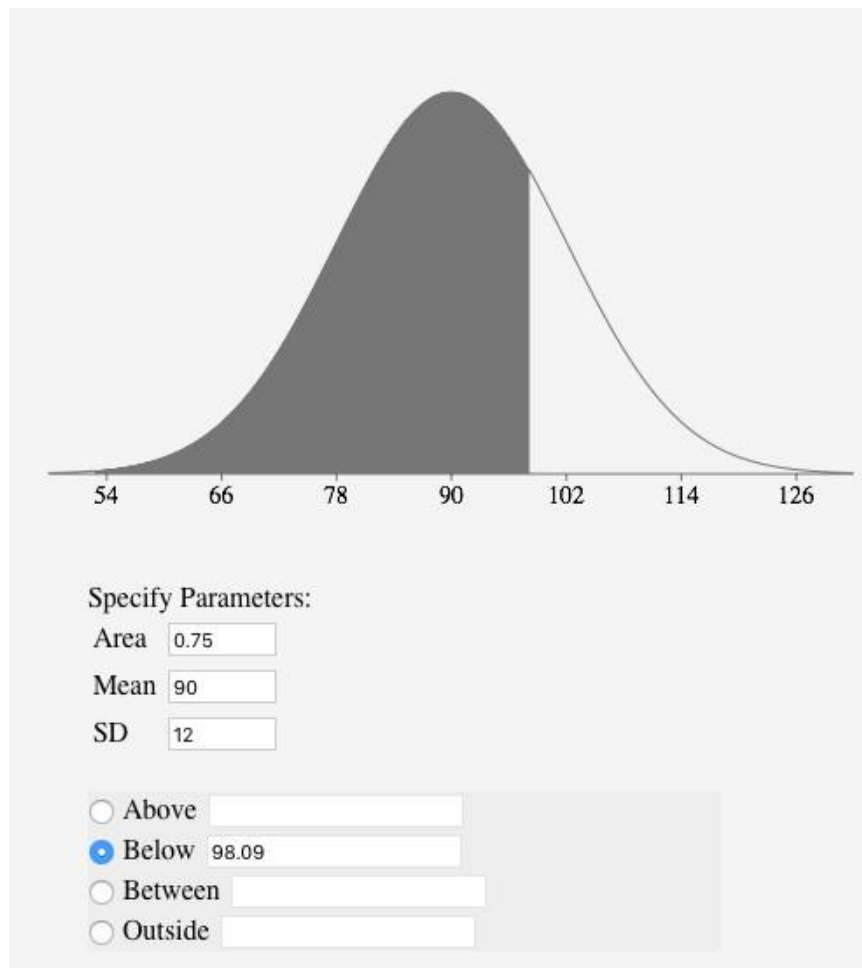 54 66 78 90 102 114 126
Specify Parameters:
Area 0.75
Mean 90
SD 12
Above
Below 98.09
Between
Outside